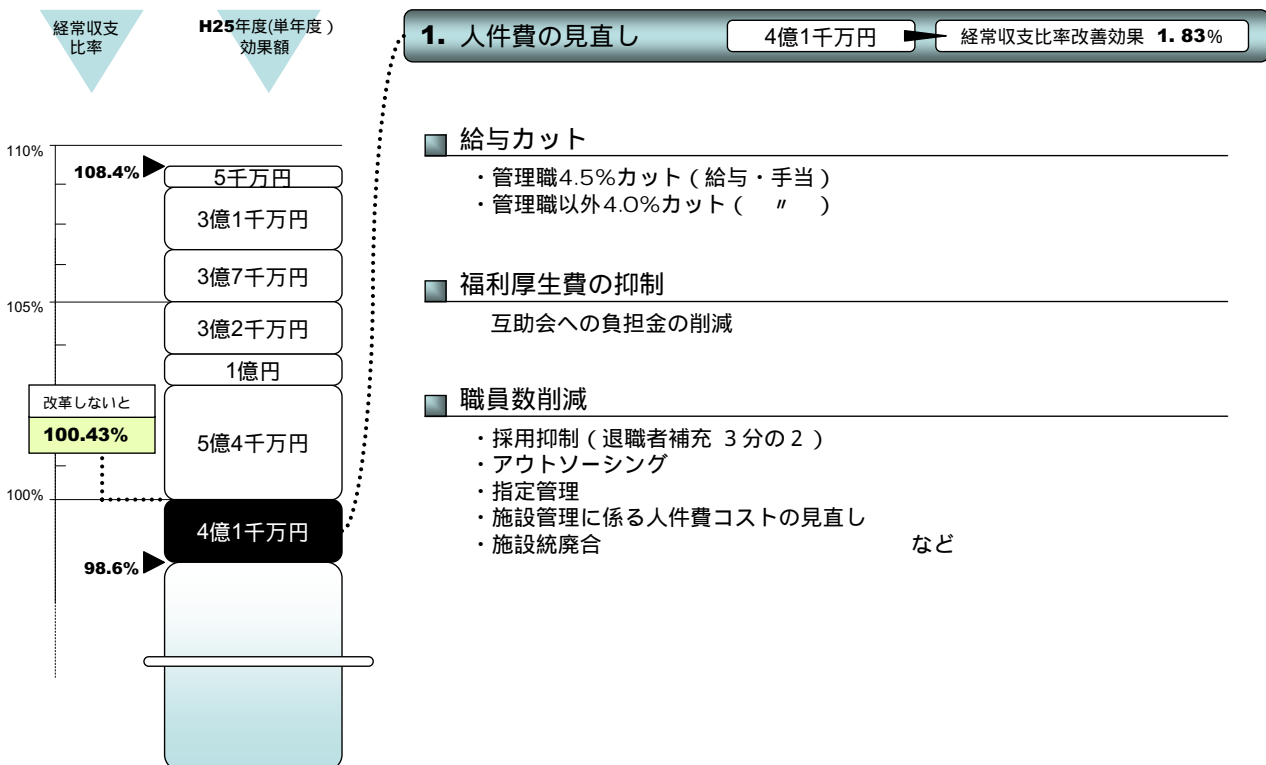 経常収支
比率
H25年度(単年度)
効果額
1. 人件費の見直し
4億1千万円
経常収支比率改善効果 1.83%
110%
108.4%
5千万円
3億1千万円
3億7千万円
105%
3億2千万円
1億円
改革しないと
100.43%
5億4千万円
100%
4億1千万円
98.6%
給与カット
・管理職4.5%カット(給与・手当)
・管理職以外4.0%カット( 〃 )
福利厚生費の抑制
互助会への負担金の削減
職員数削減
・採用抑制(退職者補充 3分の2)
・アウトソーシング
・指定管理
・施設管理に係る人件費コストの見直し
・施設統廃合 など